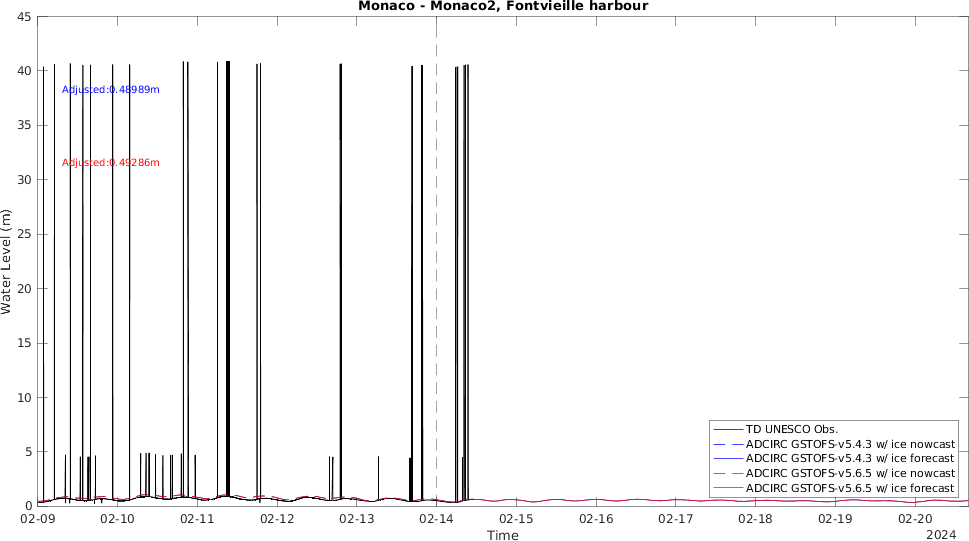 Monaco - Monaco2, Fontvieille harbour
45
40
35
30
25
20
15
10
5
0
Water Level (m)
Adjusted:0.48989m
Adjusted:0.49286m
TD UNESCO Obs.
ADCIRC GSTOFS-v5.4.3 w/ ice nowcast
ADCIRC GSTOFS-v5.4.3 w/ ice forecast
ADCIRC GSTOFS-v5.6.5 w/ ice nowcast
ADCIRC GSTOFS-v5.6.5 w/ ice forecast
02-09 02-10 02-11 02-12 02-13 02-14 02-15 02-16 02-17 02-18 02-19 02-20
Time
2024